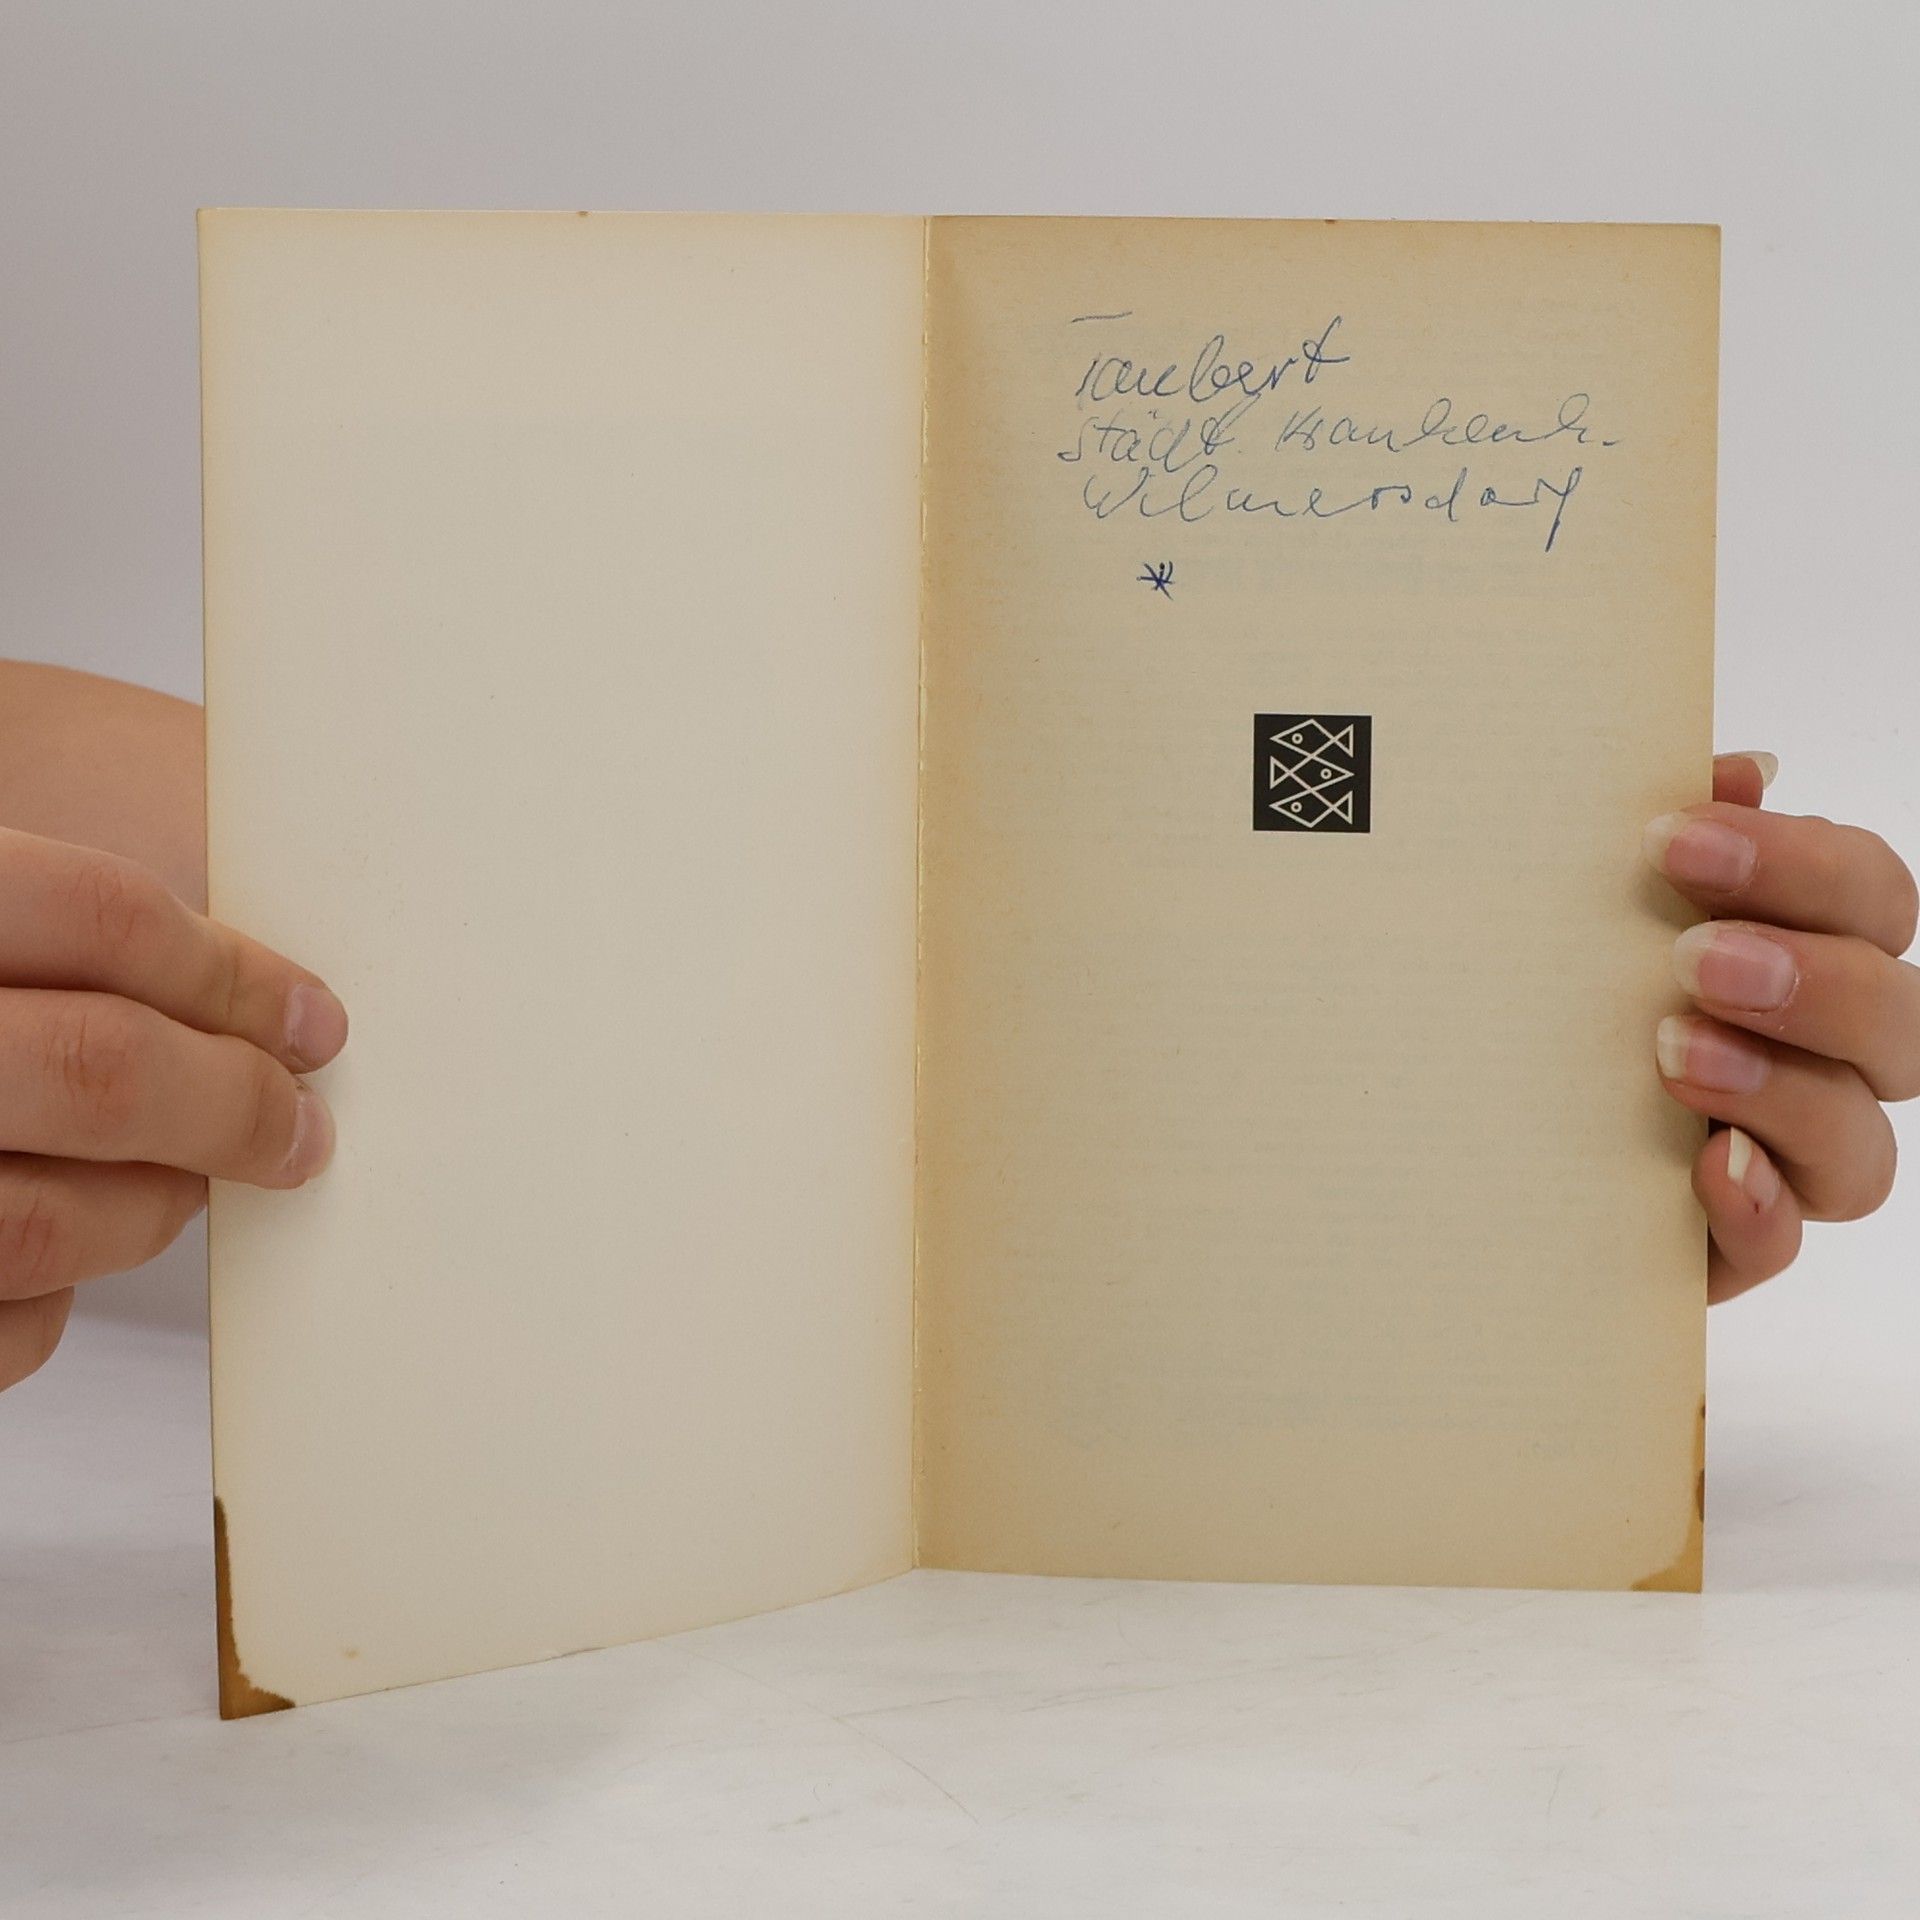 Taubert
städt. Krankenh.
Wilmersdorf
*